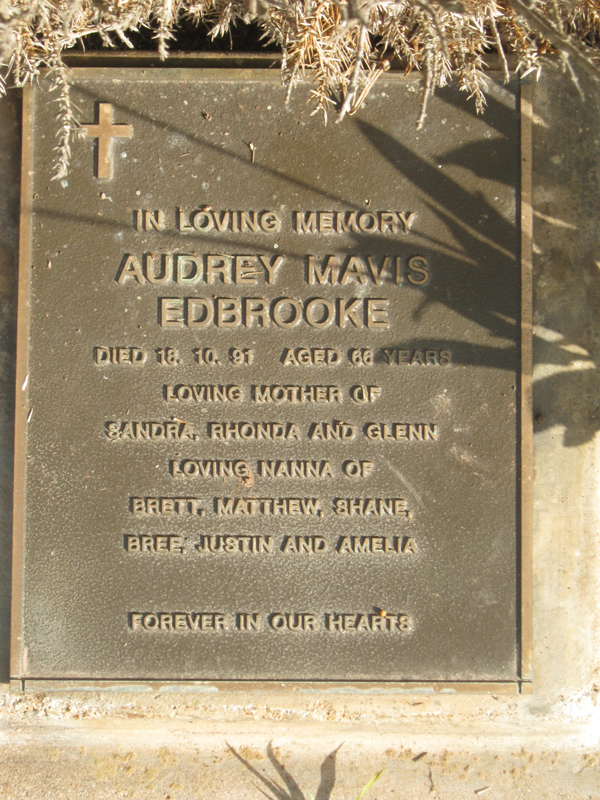 IN LOVING MEMORY
AUDREY MAVIS
EDBROOKE
DIED 18. 10. 91 AGED 66 YEARS
LOVING MOTHER OF
SANDRA, RHONDA AND GLENN
LOVING NANNA OF
BRETT, MATTHEW, SHANE,
BREE, JUSTIN AND AMELIA
FOREVER IN OUR HEARTS